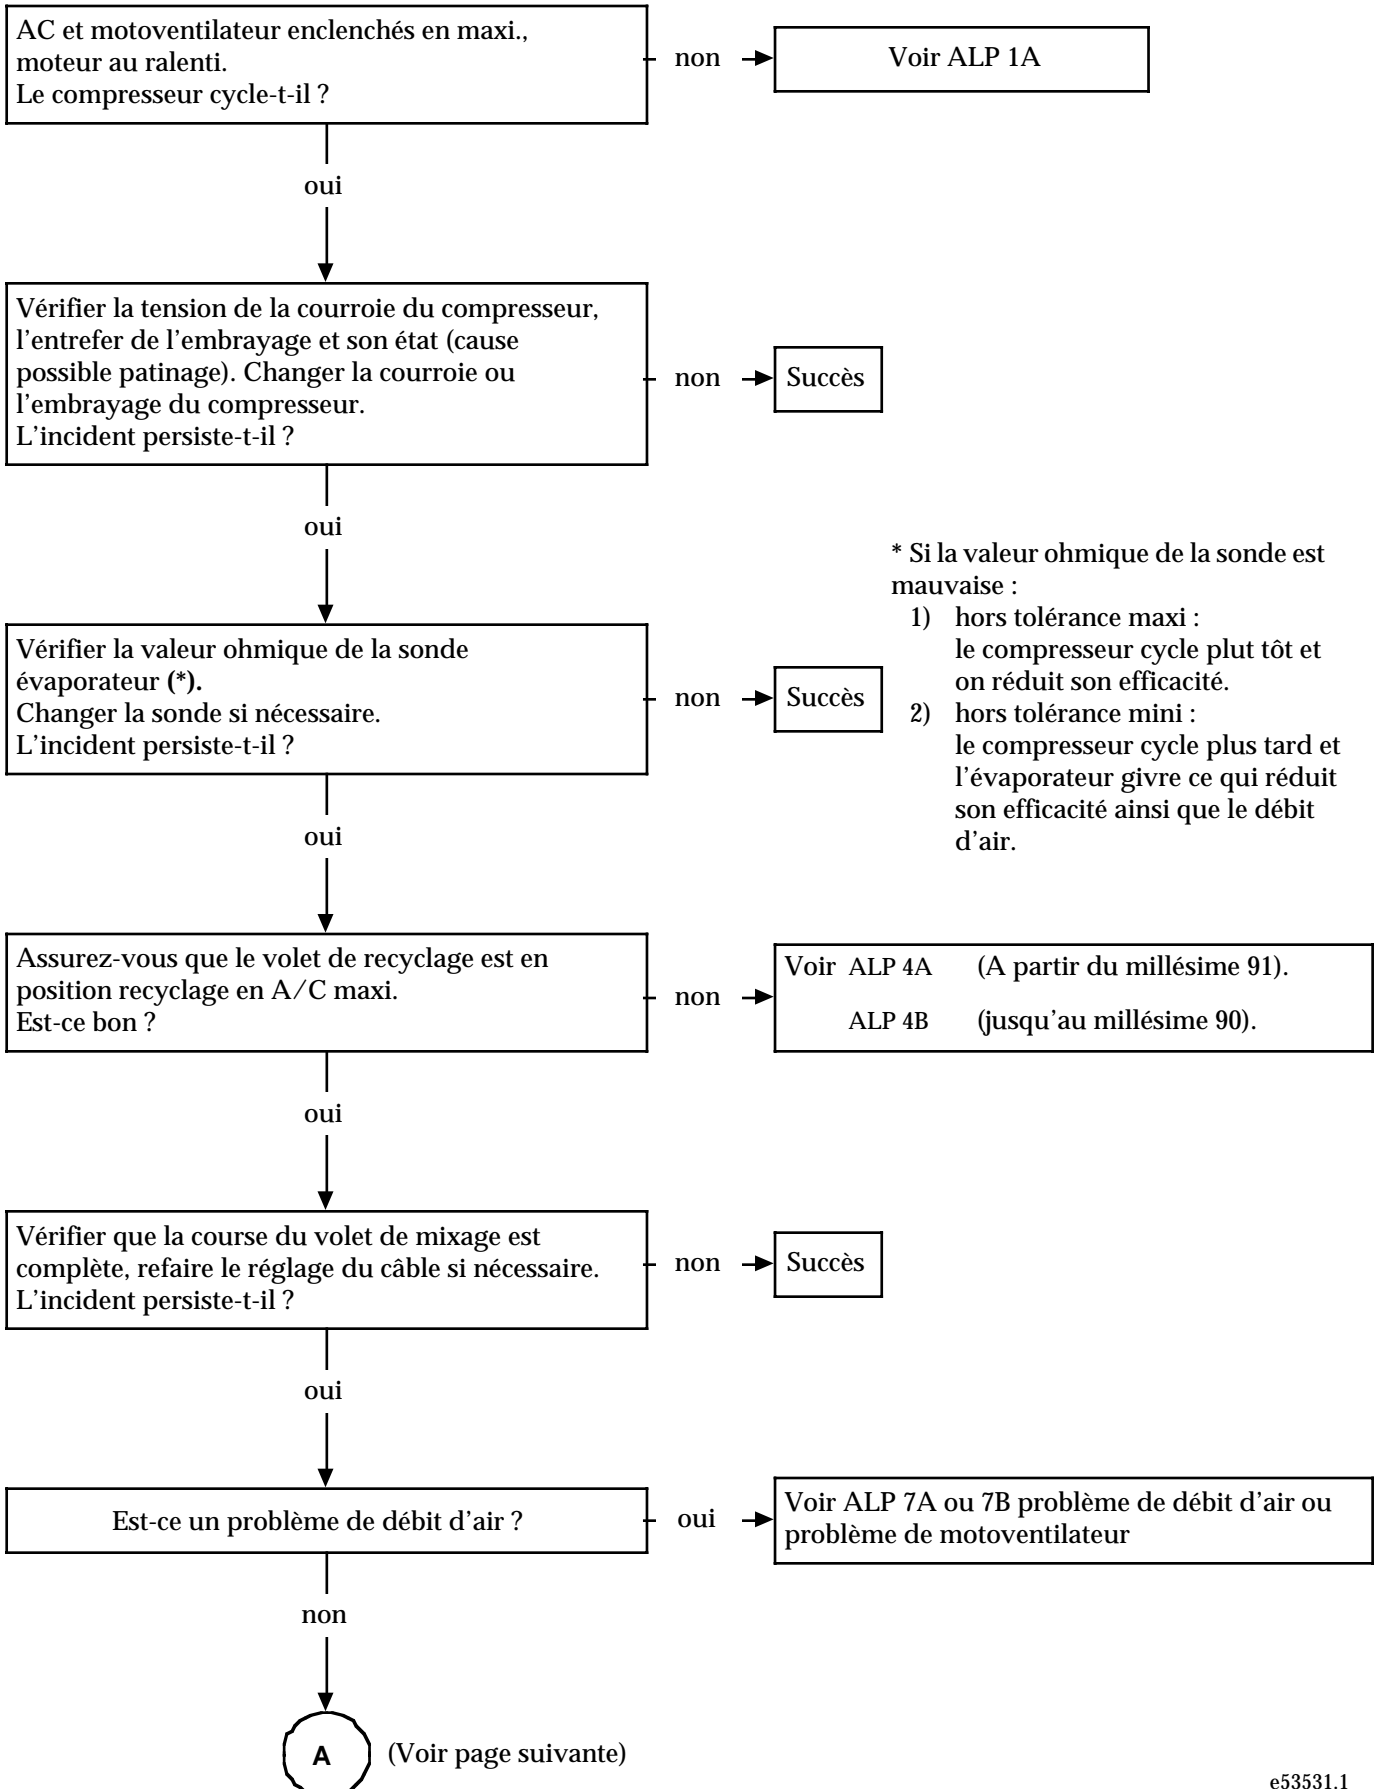 AC et motoventilateur enclenchés en maxi.,
moteur au ralenti.
Le compresseur cycle-t-il ?
non
Voir ALP 1A
oui
Vérifier la tension de la courroie du compresseur,
l'entrefer de l'embrayage et son état (cause
possible patinage). Changer la courroie ou
l'embrayage du compresseur.
L'incident persiste-t-il ?
non
Succès
oui
* Si la valeur ohmique de la sonde est
mauvaise :
1) hors tolérance maxi :
le compresseur cycle plut tôt et
on réduit son efficacité.
2) hors tolérance mini :
le compresseur cycle plus tard et
l'évaporateur givre ce qui réduit
son efficacité ainsi que le débit
d'air.
Vérifier la valeur ohmique de la sonde
évaporateur (*).
Changer la sonde si nécessaire.
L'incident persiste-t-il ?
non
Succès
oui
Assurez-vous que le volet de recyclage est en
position recyclage en A/C maxi.
Est-ce bon ?
non
Voir ALP 4A (A partir du millésime 91).
ALP 4B (jusqu'au millésime 90).
oui
Vérifier que la course du volet de mixage est
complète, refaire le réglage du câble si nécessaire.
L'incident persiste-t-il ?
non
Succès
oui
Est-ce un problème de débit d'air ?
oui
Voir ALP 7A ou 7B problème de débit d'air ou
problème de motoventilateur
non
A (Voir page suivante)
e53531.1